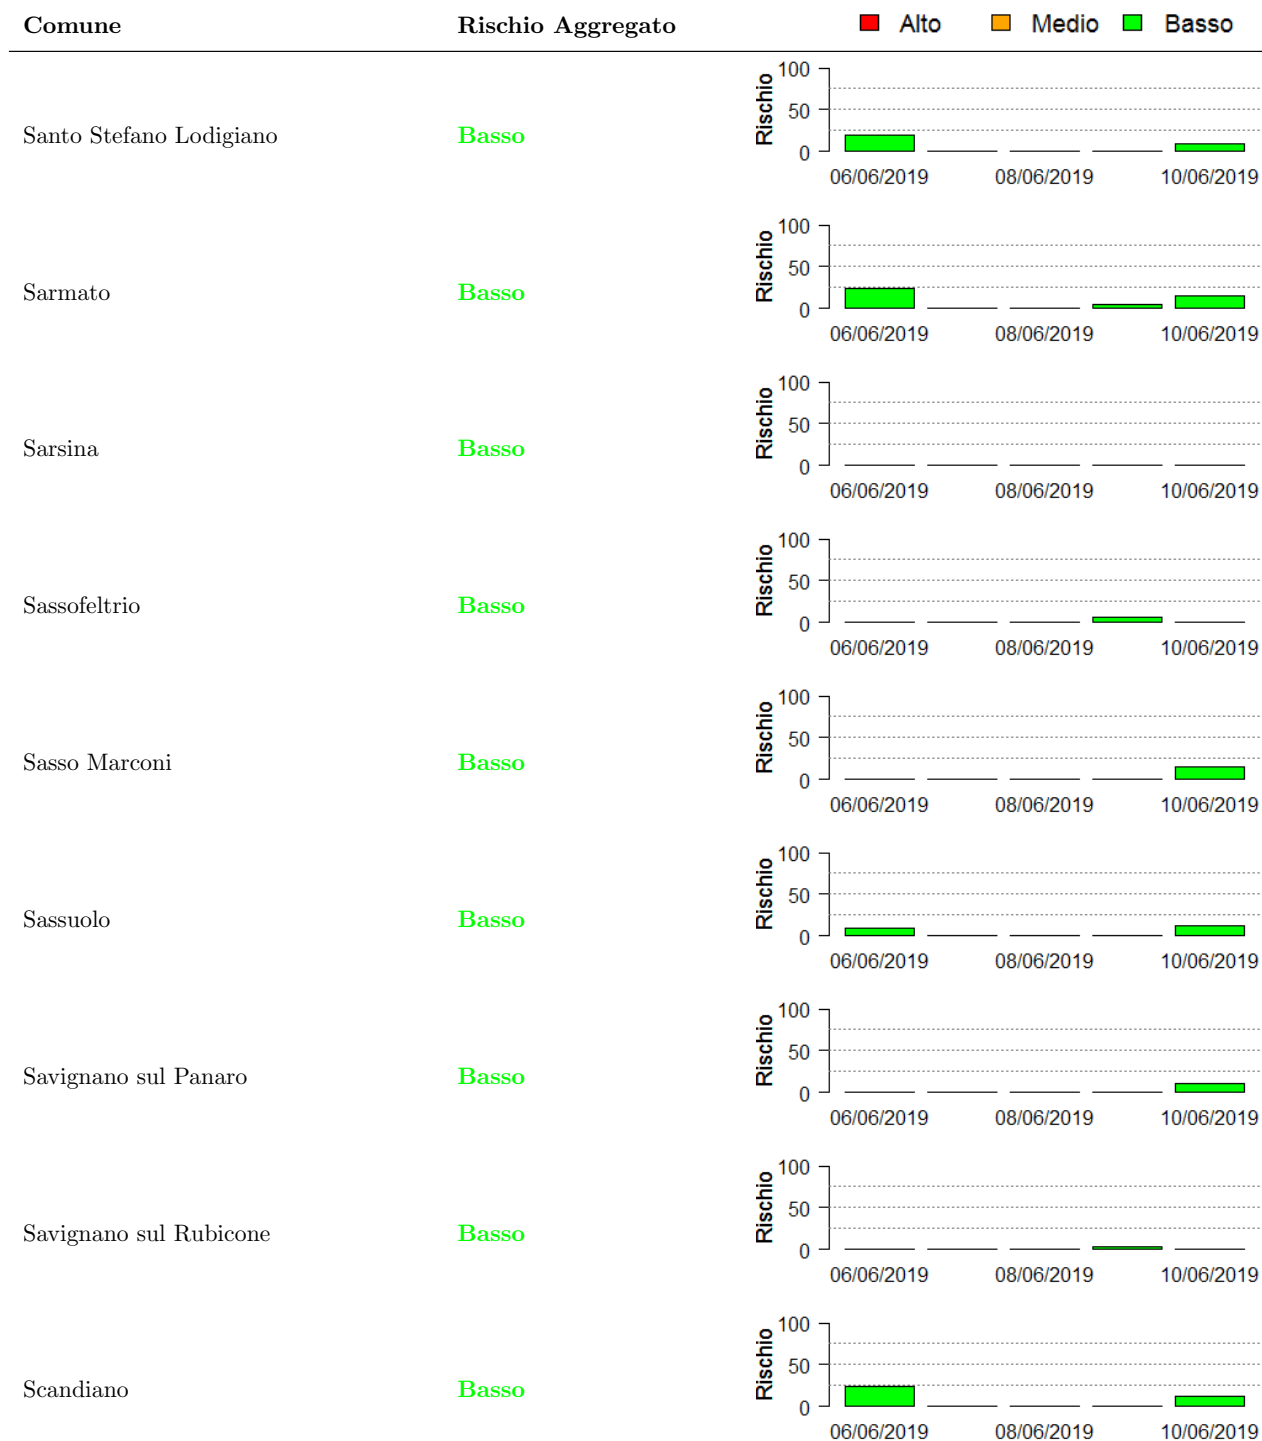 Comune Rischio Aggregato Alto Medio Basso
100
50
0
Rischio
Santo Stefano Lodigiano Basso
06/06/2019 08/06/2019 10/06/2019
100
50
0
Rischio
Sarmato Basso
06/06/2019 08/06/2019 10/06/2019
100
50
0
Rischio
Sarsina Basso
06/06/2019 08/06/2019 10/06/2019
100
50
0
Rischio
Sassofeltrio Basso
06/06/2019 08/06/2019 10/06/2019
100
50
0
Rischio
Sasso Marconi Basso
06/06/2019 08/06/2019 10/06/2019
100
50
0
Rischio
Sassuolo Basso
06/06/2019 08/06/2019 10/06/2019
100
50
0
Rischio
Savignano sul Panaro Basso
06/06/2019 08/06/2019 10/06/2019
100
50
0
Rischio
Savignano sul Rubicone Basso
06/06/2019 08/06/2019 10/06/2019
100
50
0
Rischio
Scandiano Basso
06/06/2019 08/06/2019 10/06/2019